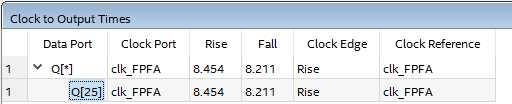 Clock to Output Times
Data Port Clock Port Rise Fall Clock Edge Clock Reference
1 Q[*] clk_FPFA 8.454 8.211 Rise clk_FPFA
1 Q[25] clk_FPFA 8.454 8.211 Rise clk_FPFA